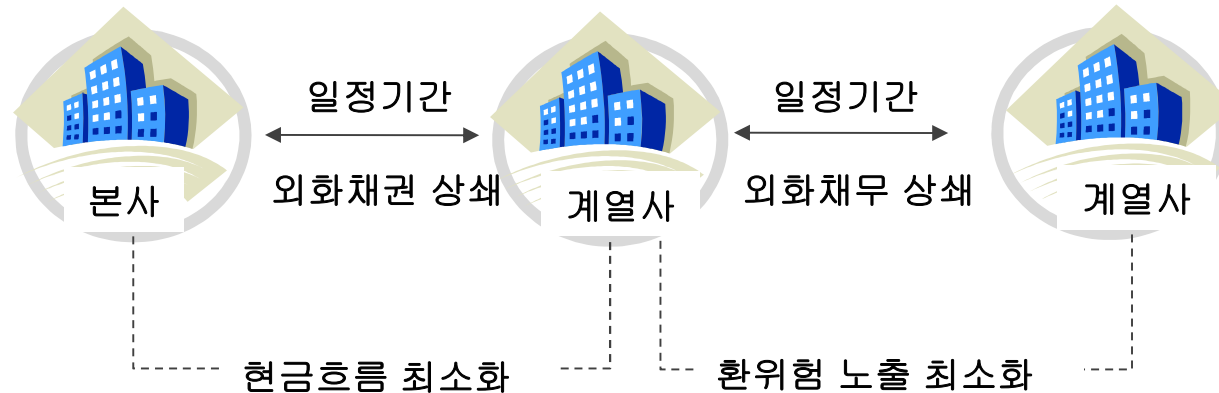 일정기간
일정기간
외화채권 상쇄
외화채무 상쇄
본사
계열사
계열사
현금흐름 최소화
환위험 노출 최소화